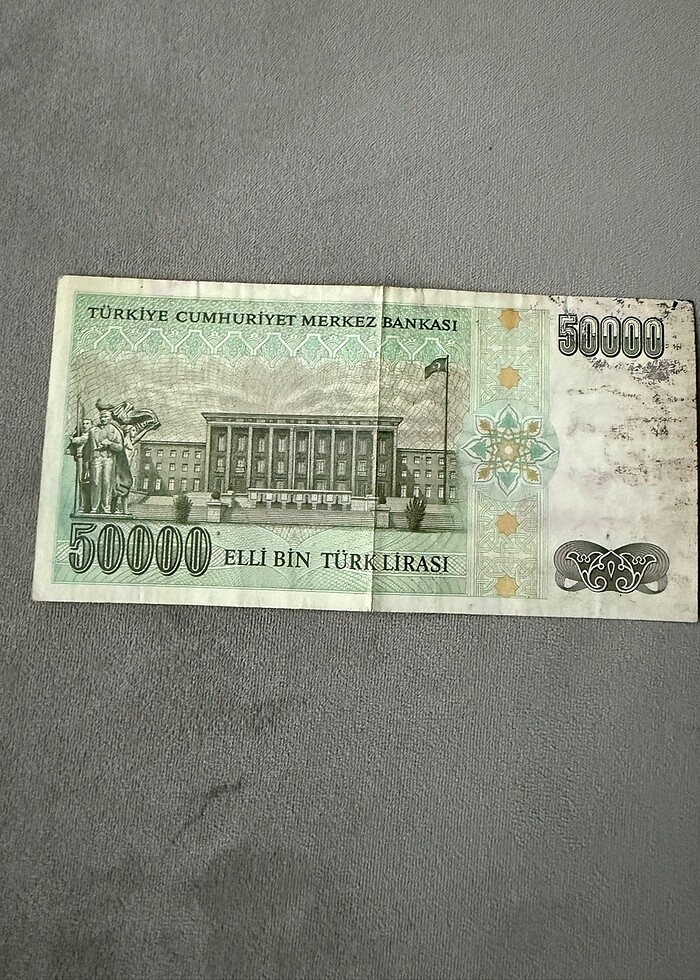 TÜRKİYE CUMHURİYET MERKEZ BANKASI
50000
50000
ELLİ BİN TÜRK LİRASI